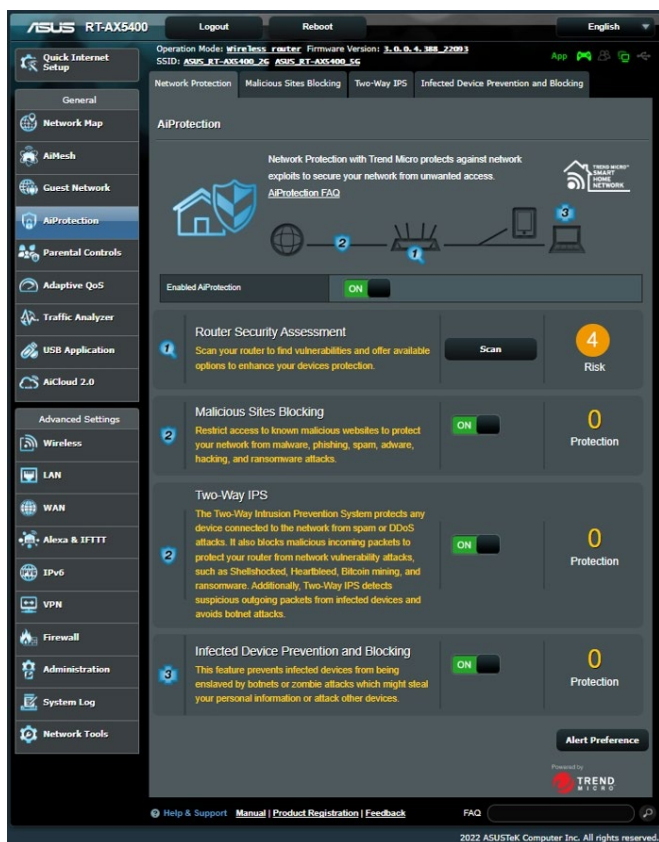 ASUS RT-AX5400
Logout
Reboot
English
Quick Internet
Setup
Operation Mode: Wireless router Firmware Version: 3.0.0.4.388_22093
SSID: ASUS_RT-AX5400_2G ASUS_RT-AX5400_5G
App
Network Protection
Malicious Sites Blocking
Two-Way IPS
Infected Device Prevention and Blocking
General
Network Map
AiMesh
Guest Network
AiProtection
Parental Controls
Adaptive QoS
Traffic Analyzer
USB Application
AiCloud 2.0
Advanced Settings
Wireless
LAN
WAN
Alexa & IFTTT
IPv6
VPN
Firewall
Administration
System Log
Network Tools
AiProtection
Network Protection with Trend Micro protects against network
exploits to secure your network from unwanted access.
AiProtection FAQ
TREND MICRO™
SMART
HOME
NETWORK
2
1
3
Enabled AiProtection
ON
1
Router Security Assessment
Scan your router to find vulnerabilities and offer available
options to enhance your devices protection.
Scan
4
Risk
2
Malicious Sites Blocking
Restrict access to known malicious websites to protect
your network from malware, phishing, spam, adware,
hacking, and ransomware attacks.
ON
0
Protection
2
Two-Way IPS
The Two-Way Intrusion Prevention System protects any
device connected to the network from spam or DDoS
attacks. It also blocks malicious incoming packets to
protect your router from network vulnerability attacks,
such as Shellshocked, Heartbleed, Bitcoin mining, and
ransomware. Additionally, Two-Way IPS detects
suspicious outgoing packets from infected devices and
avoids botnet attacks.
ON
0
Protection
3
Infected Device Prevention and Blocking
This feature prevents infected devices from being
enslaved by botnets or zombie attacks which might steal
your personal information or attack other devices.
ON
0
Protection
Alert Preference
Powered by
TREND
MICRO
Help & Support
Manual | Product Registration | Feedback
FAQ
2022 ASUSTeK Computer Inc. All rights reserved.